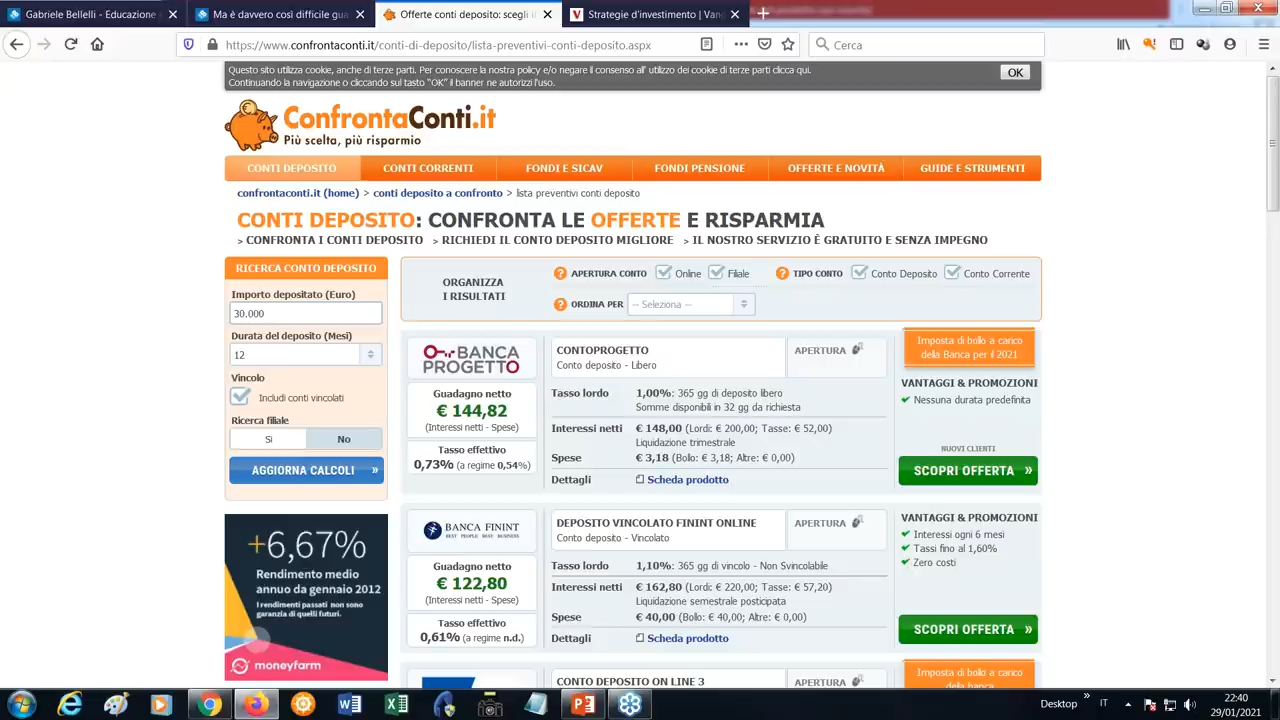 Gabriele Bellelli - Educazione
Ma è davvero così difficile gua
Offerte conti deposito: scegli i
Strategie d'investimento | Van
https://www.confrontaconti.it/conti-di-deposito/lista-preventivi-conti-deposito.aspx
Cerca
Questo sito utilizza cookie, anche di terze parti. Per conoscere la nostra policy e/o negare il consenso all' utilizzo dei cookie di terze parti clicca qui.
Continuando la navigazione o cliccando sul tasto "OK" il banner ne autorizzi l'uso.
OK
ConfrontaConti.it
Più scelta, più risparmio
CONTI DEPOSITO
CONTI CORRENTI
FONDI E SICAV
FONDI PENSIONE
OFFERTE E NOVITÀ
GUIDE E STRUMENTI
confrontaconti.it (home) > conti deposito a confronto > lista preventivi conti deposito
CONTI DEPOSITO: CONFRONTA LE OFFERTE E RISPARMIA
> CONFRONTA I CONTI DEPOSITO > RICHIEDI IL CONTO DEPOSITO MIGLIORE > IL NOSTRO SERVIZIO È GRATUITO E SENZA IMPEGNO
RICERCA CONTO DEPOSITO
Importo depositato (Euro)
30.000
Durata del deposito (Mesi)
12
Vincolo
Includi conti vincolati
Ricerca filiale
Si
No
AGGIORNA CALCOLI »
+6,67%
Rendimento medio
annuo da gennaio 2012
I rendimenti passati non sono
garanzia di quelli futuri.
moneyfarm
ORGANIZZA
I RISULTATI
? APERTURA CONTO
Online
Filiale
? TIPO CONTO
Conto Deposito
Conto Corrente
? ORDINA PER
-- Seleziona --
BANCA
PROGETTO
Guadagno netto
€ 144,82
(Interessi netti - Spese)
Tasso effettivo
0,73% (a regime 0,54%)
CONTOPROGETTO
Conto deposito - Libero
APERTURA
Tasso lordo
1,00%: 365 gg di deposito libero
Somme disponibili in 32 gg da richiesta
Interessi netti
€ 148,00 (Lordi: € 200,00; Tasse: € 52,00)
Liquidazione trimestrale
Spese
€ 3,18 (Bollo: € 3,18; Altre: € 0,00)
Dettagli
Scheda prodotto
Imposta di bollo a carico
della Banca per il 2021
VANTAGGI & PROMOZIONI
Nessuna durata predefinita
NUOVI CLIENTI
SCOPRI OFFERTA »
BANCA FININT
BEST PEOPLE BEST BUSINESS
Guadagno netto
€ 122,80
(Interessi netti - Spese)
Tasso effettivo
0,61% (a regime n.d.)
DEPOSITO VINCOLATO FININT ONLINE
Conto deposito - Vincolato
APERTURA
Tasso lordo
1,10%: 365 gg di vincolo - Non Svincolabile
Interessi netti
€ 162,80 (Lordi: € 220,00; Tasse: € 57,20)
Liquidazione semestrale posticipata
Spese
€ 40,00 (Bollo: € 40,00; Altre: € 0,00)
Dettagli
Scheda prodotto
VANTAGGI & PROMOZIONI
Interessi ogni 6 mesi
Tassi fino al 1,60%
Zero costi
SCOPRI OFFERTA »
CONTO DEPOSITO ON LINE 3
APERTURA
Imposta di bollo a carico
della banca
Desktop
»
IT
22:40
29/01/2021